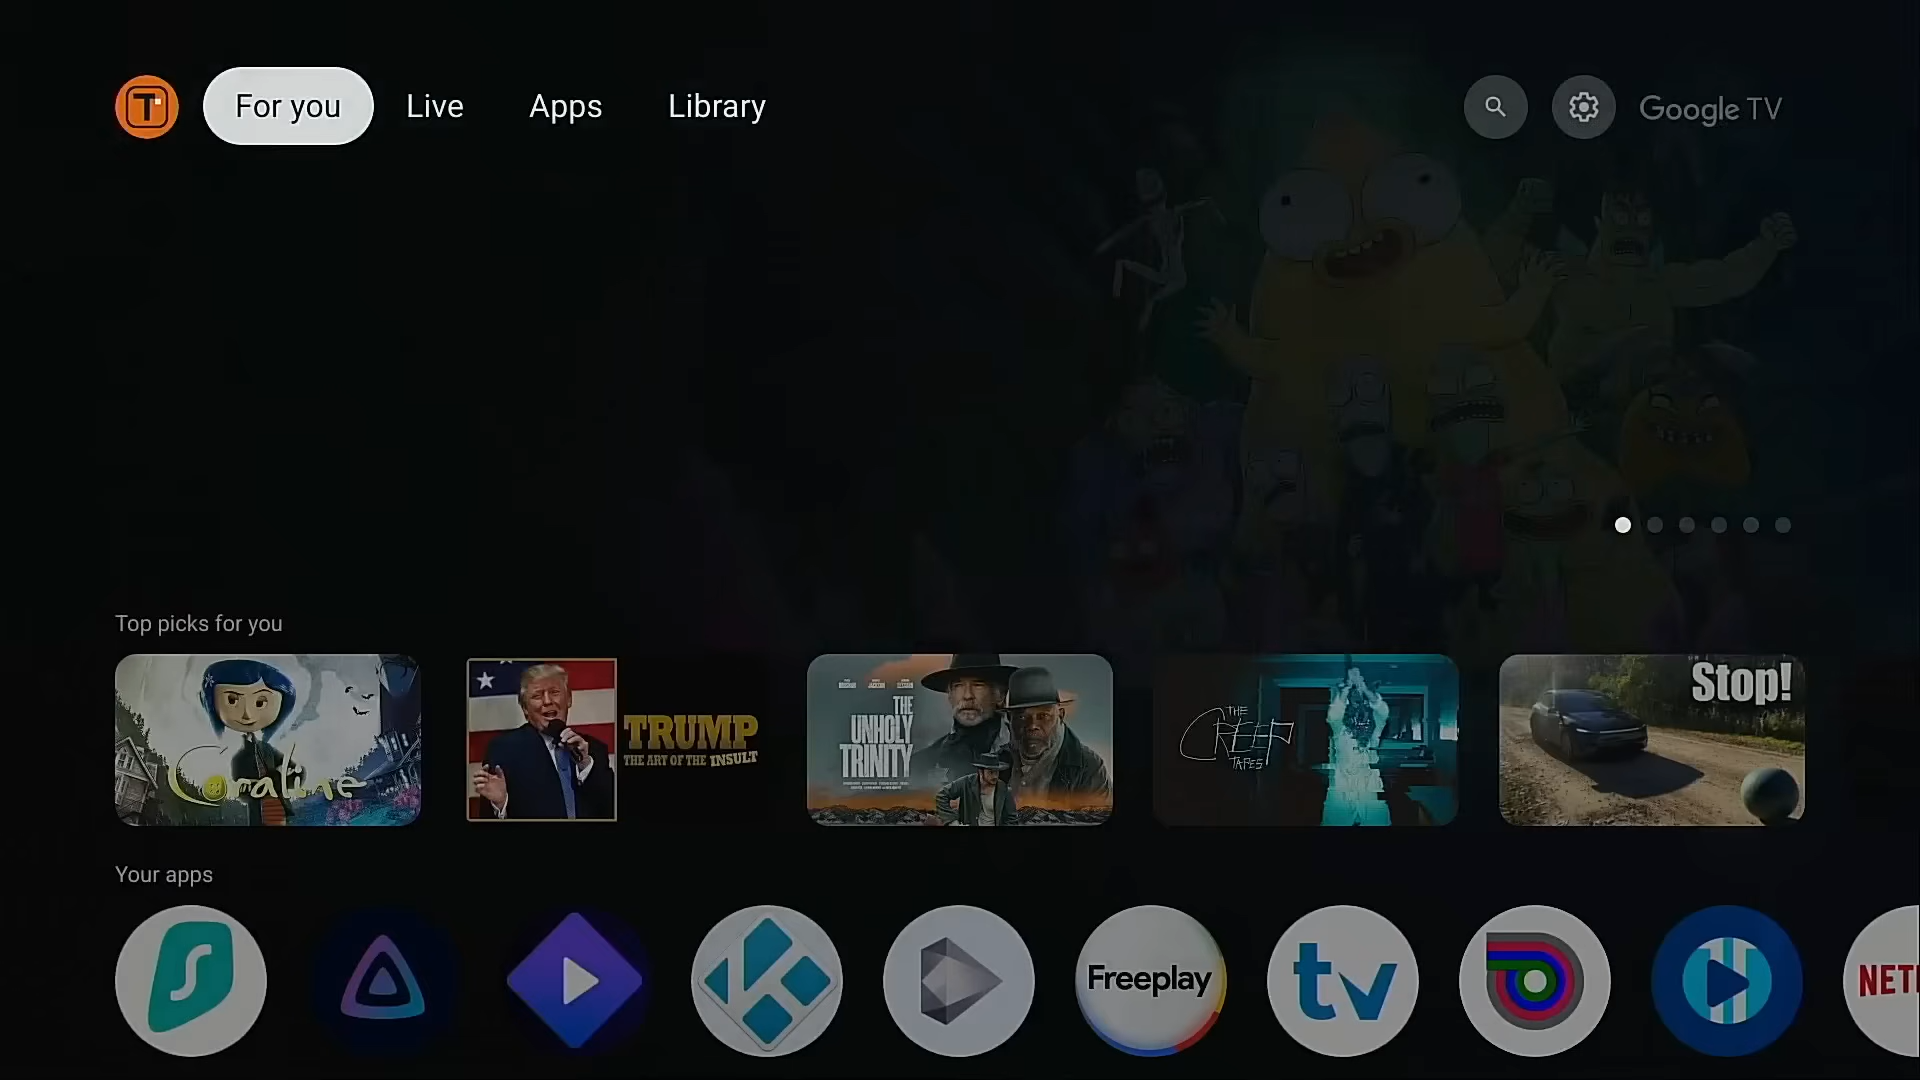 T
For you
Live
Apps
Library
Google TV
Top picks for you
Coraline
TRUMP
THE ART OF THE INSULT
THE
UNHOLY
TRINITY
THE
CREEP
TAPES
Stop!
Your apps
Freeplay
tv
NETF